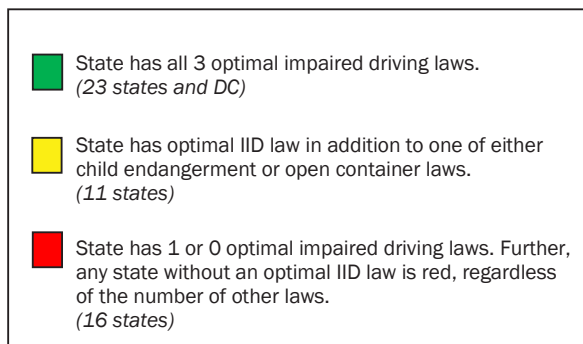 State has all 3 optimal impaired driving laws.
(23 states and DC)
State has optimal IID law in addition to one of either
child endangerment or open container laws.
(11 states)
State has 1 or 0 optimal impaired driving laws. Further,
any state without an optimal IID law is red, regardless
of the number of other laws.
(16 states)